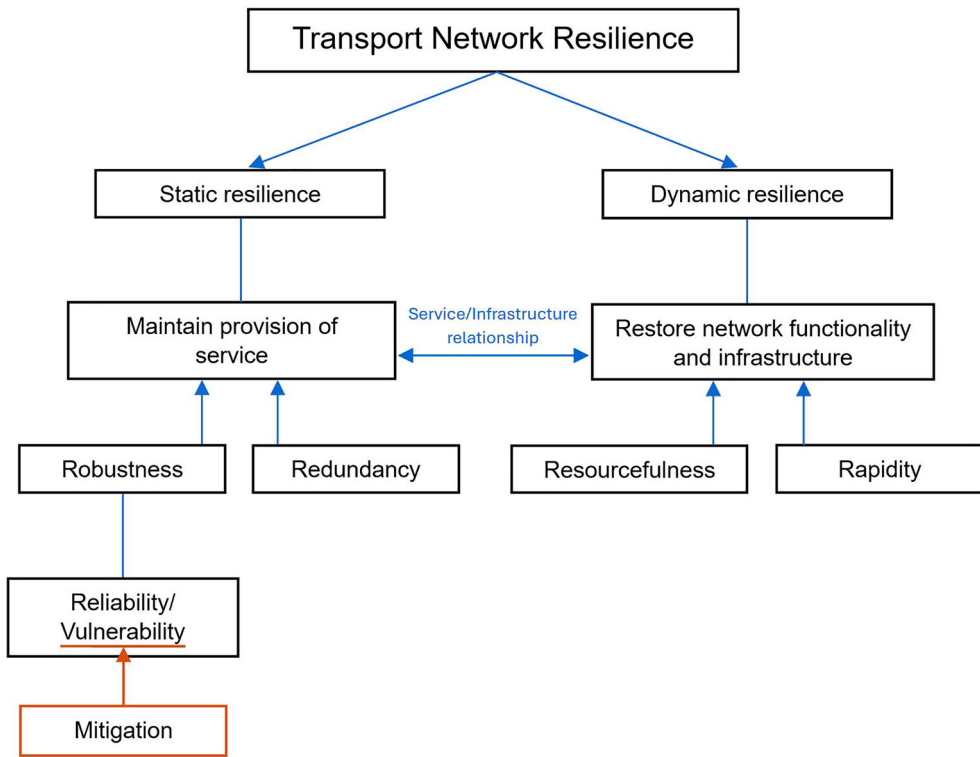 Transport Network Resilience
Static resilience
Dynamic resilience
Maintain provision of
service
Service/Infrastructure
relationship
Restore network functionality
and infrastructure
Robustness
Redundancy
Resourcefulness
Rapidity
Reliability/
Vulnerability
Mitigation